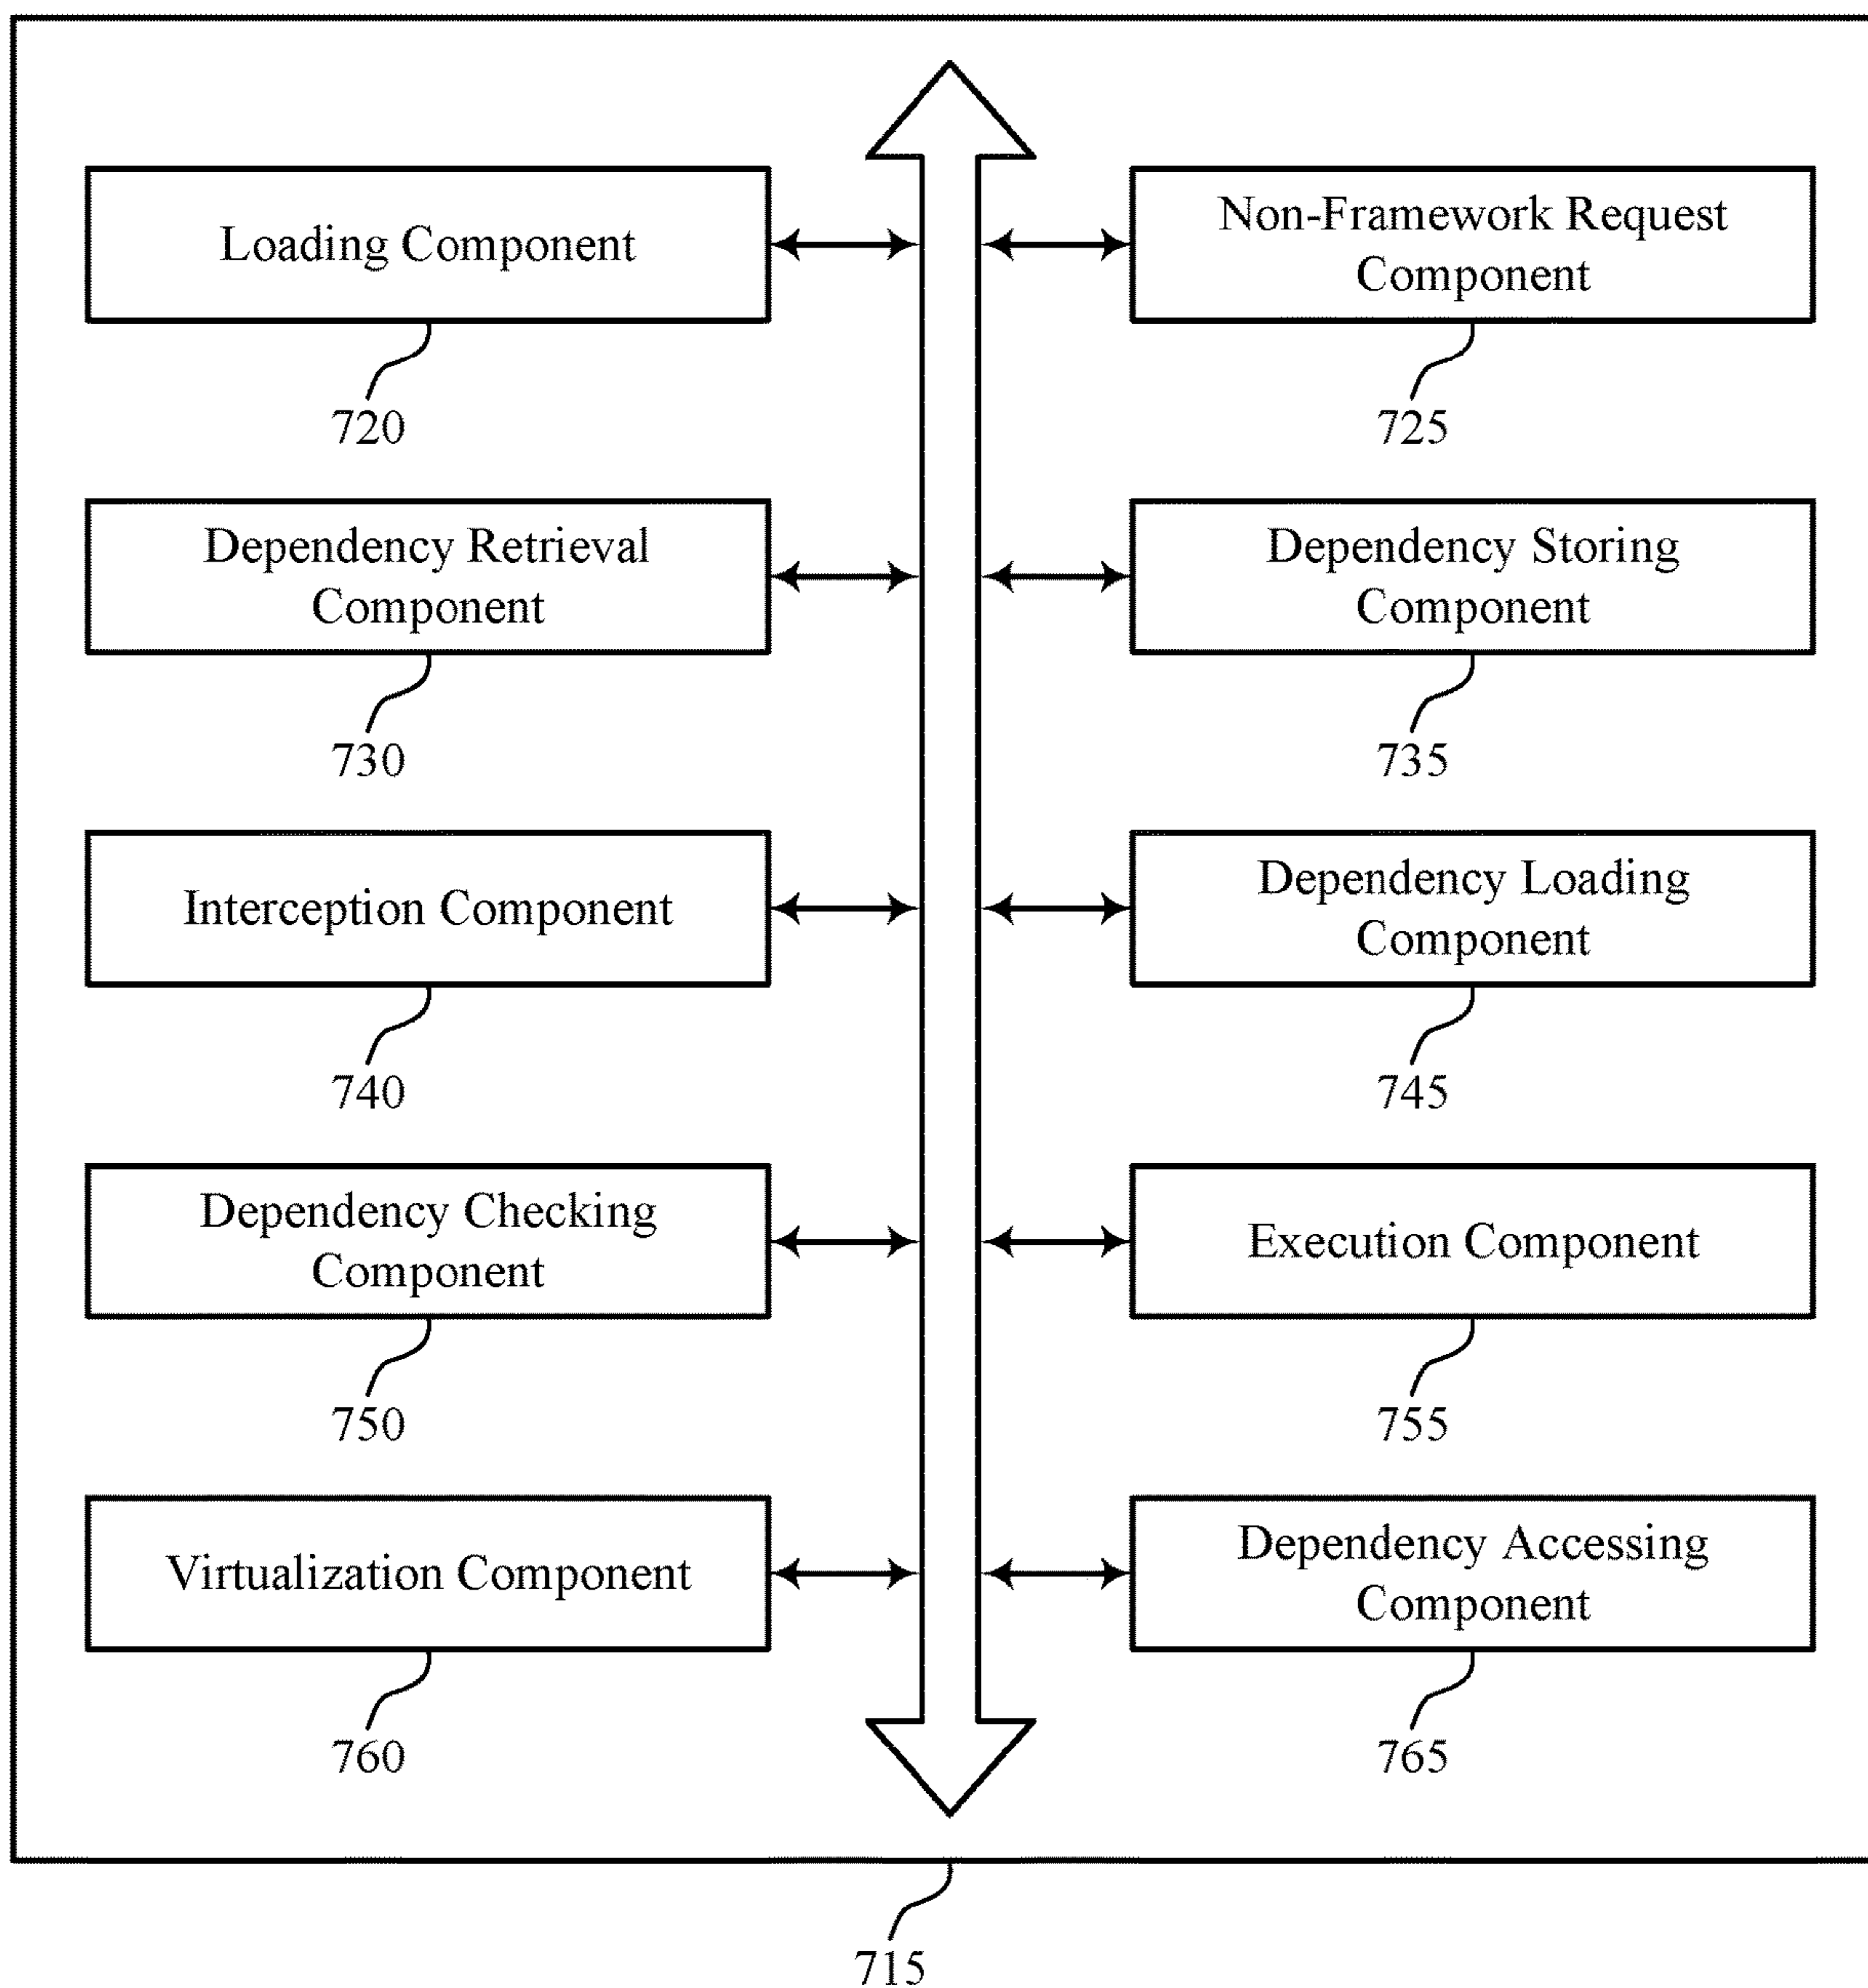 Loading Component
720
Non-Framework Request
Component
725
Dependency Retrieval
Component
730
Dependency Storing
Component
735
Interception Component
740
Dependency Loading
Component
745
Dependency Checking
Component
750
Execution Component
755
Virtualization Component
760
Dependency Accessing
Component
765
715